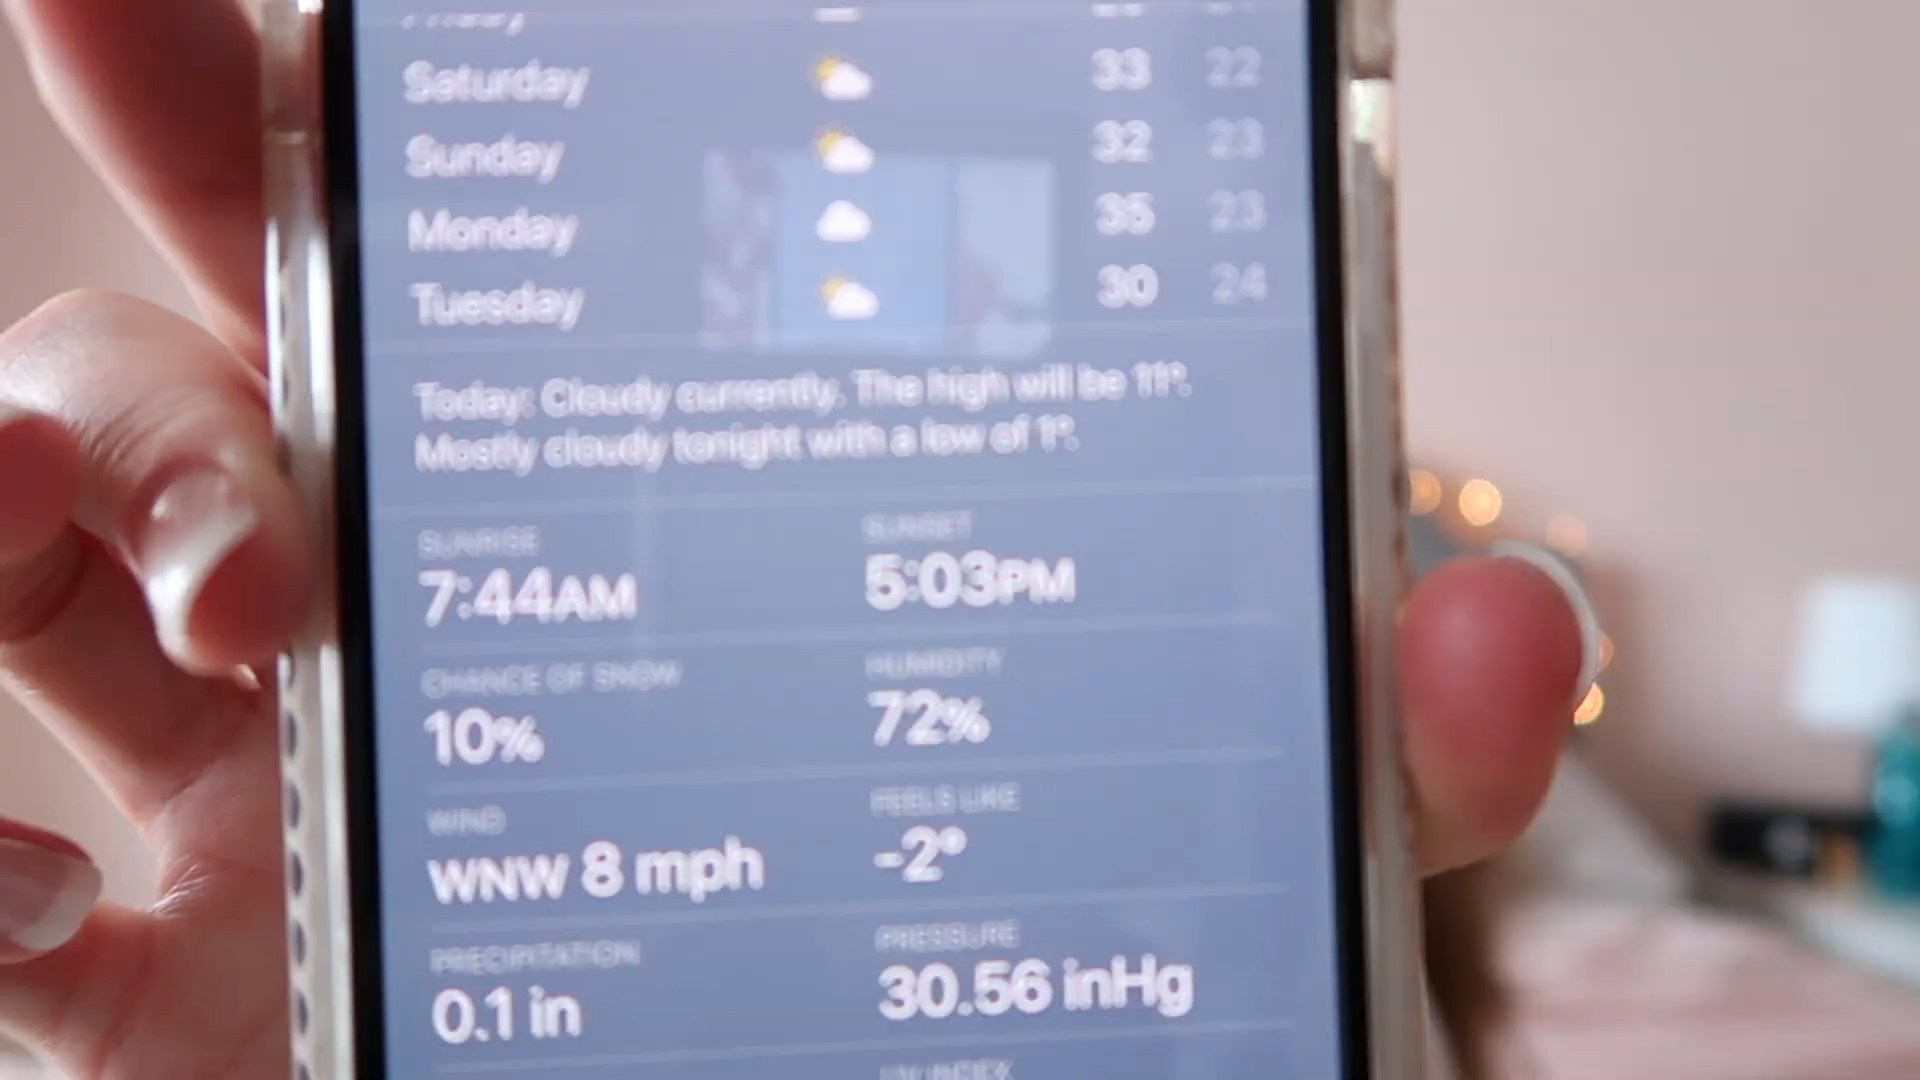 Friday
Saturday 33 22
Sunday 32 23
Monday 35 23
Tuesday 30 24
Today: Cloudy currently. The high will be 11°.
Mostly cloudy tonight with a low of 1°.
SUNRISE SUNSET
7:44AM 5:03PM
CHANCE OF SNOW HUMIDITY
10% 72%
WIND FEELS LIKE
WNW 8 mph -2°
PRECIPITATION PRESSURE
0.1 in 30.56 inHg
UV INDEX